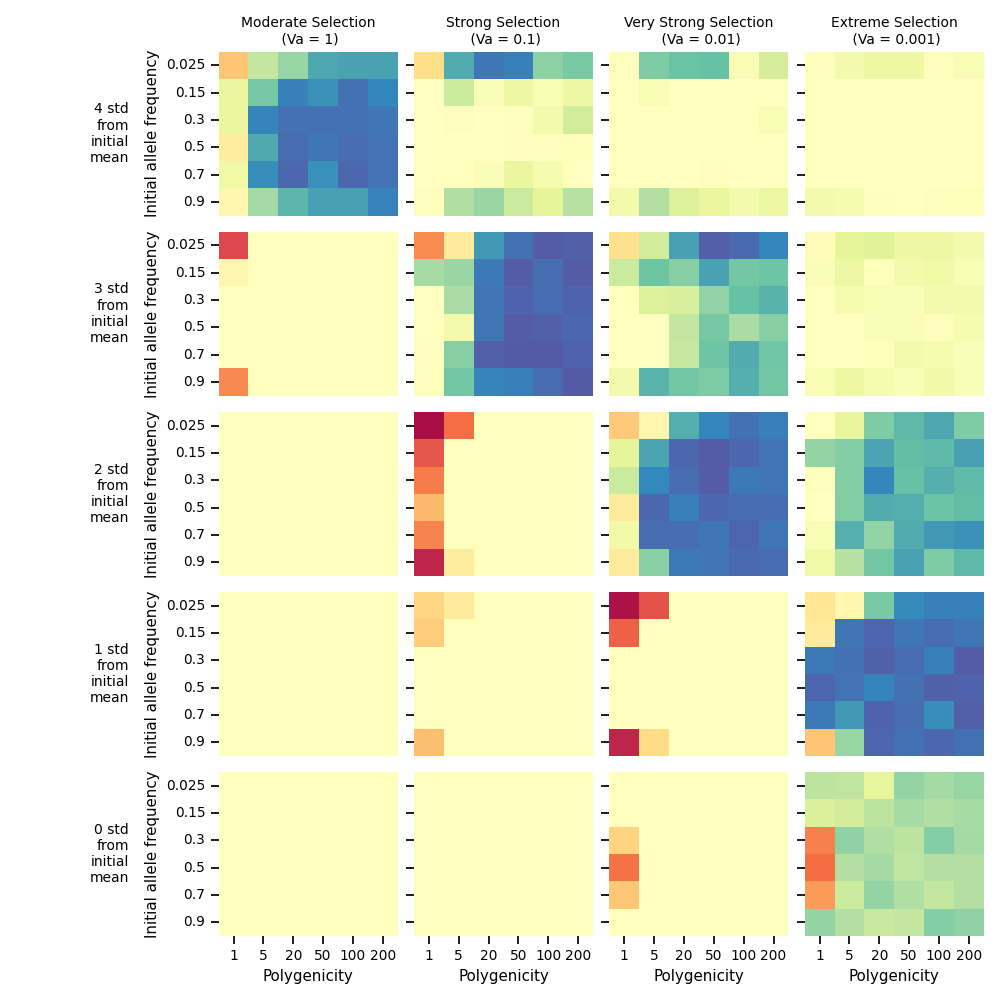 Moderate Selection
(Va = 1)
Strong Selection
(Va = 0.1)
Very Strong Selection
(Va = 0.01)
Extreme Selection
(Va = 0.001)
4 std
from
initial
mean
Initial allele frequency
0.025
0.15
0.3
0.5
0.7
0.9
3 std
from
initial
mean
Initial allele frequency
0.025
0.15
0.3
0.5
0.7
0.9
2 std
from
initial
mean
Initial allele frequency
0.025
0.15
0.3
0.5
0.7
0.9
1 std
from
initial
mean
Initial allele frequency
0.025
0.15
0.3
0.5
0.7
0.9
0 std
from
initial
mean
Initial allele frequency
0.025
0.15
0.3
0.5
0.7
0.9
1 5 20 50 100 200
Polygenicity
1 5 20 50 100 200
Polygenicity
1 5 20 50 100 200
Polygenicity
1 5 20 50 100 200
Polygenicity